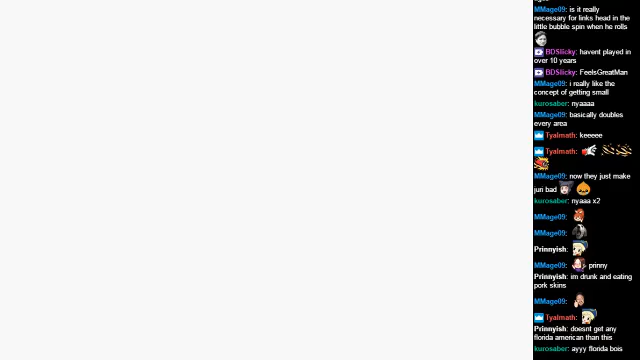 MMage09: is it really
necessary for links head in the
little bubble spin when he rolls
BDSlicky: havent played in
over 10 years
BDSlicky: FeelsGreatMan
MMage09: i really like the
concept of getting small
kurosaber: nyaaaa
MMage09: basically doubles
every area
Tyalmath: keeeee
Tyalmath:
MMage09: now they just make
juri bad
kurosaber: nyaaa x2
MMage09:
MMage09:
Prinnyish:
MMage09: prinny
Prinnyish: im drunk and eating
pork skins
MMage09:
Tyalmath:
Prinnyish: doesnt get any
florida american than this
kurosaber: ayyy florida bois